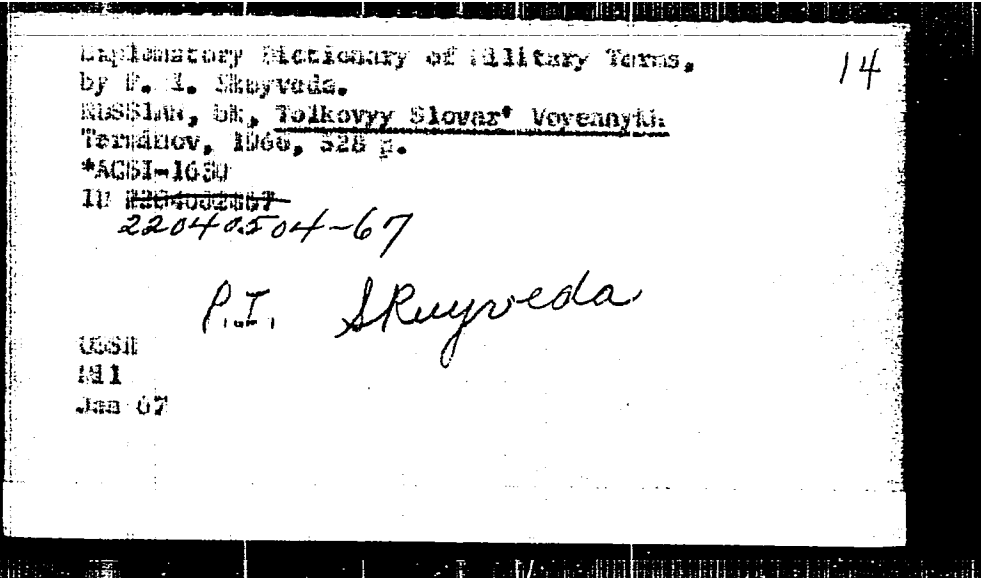 Explanatory Dictionary of Military Terms, 14
by P. I. Skuyveda.
RUSSIAN, bk, Tolkovyy Slovar' Voyennykh
Terminov, 1966, 528 p.
*ACSI-1630
ID
22040504-67
P.I. SKuyveda
USSR
Mil
Jan 67